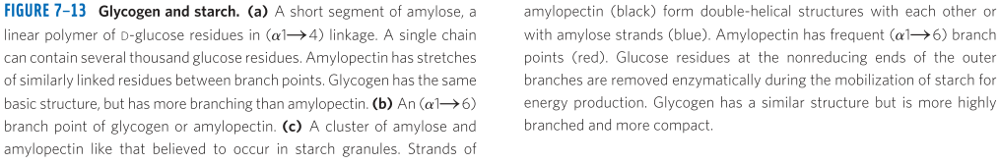 FIGURE 7–13 Glycogen and starch. (a) A short segment of amylose, a
linear polymer of D-glucose residues in (α1→4) linkage. A single chain
can contain several thousand glucose residues. Amylopectin has stretches
of similarly linked residues between branch points. Glycogen has the same
basic structure, but has more branching than amylopectin. (b) An (α1→6)
branch point of glycogen or amylopectin. (c) A cluster of amylose and
amylopectin like that believed to occur in starch granules. Strands of
amylopectin (black) form double-helical structures with each other or
with amylose strands (blue). Amylopectin has frequent (α1→6) branch
points (red). Glucose residues at the nonreducing ends of the outer
branches are removed enzymatically during the mobilization of starch for
energy production. Glycogen has a similar structure but is more highly
branched and more compact.